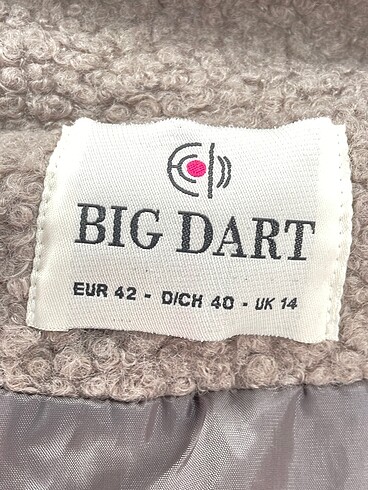 BIG DART
EUR 42 - D/CH 40 - UK 14